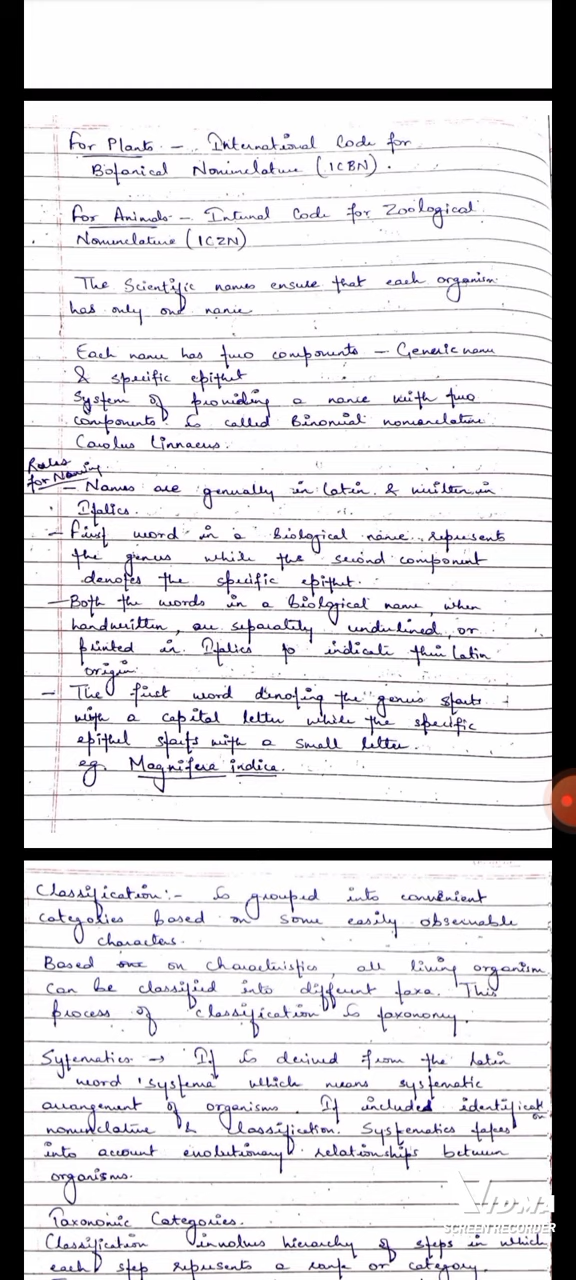 For Plants - International Code for
Botanical Nomenclature (ICBN).
For Animals - Internal Code for Zoological
Nomenclature (ICZN)
The Scientific names ensure that each organism
has only one name
Each name has two components - Generic name
& specific epithet
System of providing a name with two
components is called Binomial nomenclature
Carolus Linnaeus.
Rules
for Naming
- Names are generally in Latin & written in
Italics.
- First word in a biological name represents
the genus while the second component
denotes the specific epithet.
- Both the words in a biological name, when
handwritten, are separately underlined, or
printed in Italics to indicate their Latin
origin
- The first word denoting the genus starts
with a capital letter while the specific
epithet starts with a small letter.
eg. Magnifera indica.
Classification:- is grouped into convenient
categories based on some easily observable
characters.
Based on characteristics, all living organism
can be classified into different taxa. This
process of classification is taxonomy.
Systematics → It is derived from the Latin
word 'systema' which means systematic
arrangement of organisms. It included identification
nomenclature & classification. Systematics takes
into account evolutionary relationships between
organisms.
Taxonomic Categories.
Classification involves hierarchy of steps in which
each step represents a rank or category.
VIDMA
SCREEN RECORDER